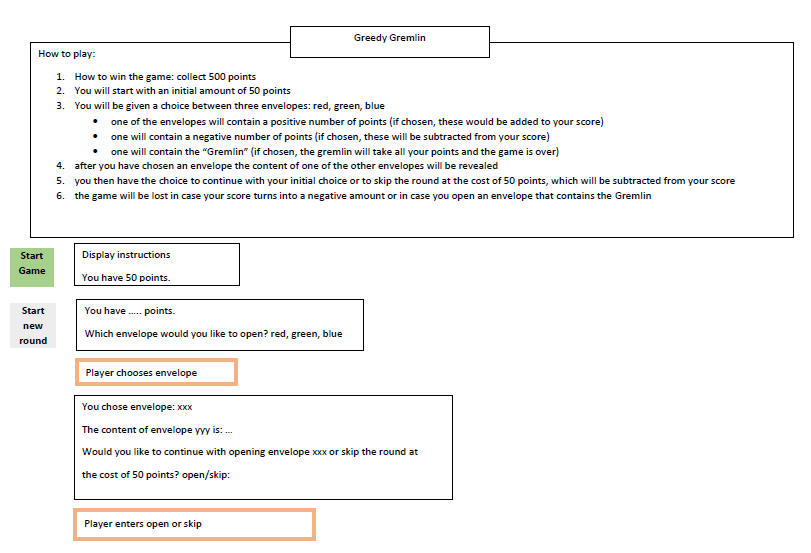 Greedy Gremlin
How to play:
1. How to win the game: collect 500 points
2. You will start with an initial amount of 50 points
3. You will be given a choice between three envelopes: red, green, blue
• one of the envelopes will contain a positive number of points (if chosen, these would be added to your score)
• one will contain a negative number of points (if chosen, these will be subtracted from your score)
• one will contain the “Gremlin” (if chosen, the gremlin will take all your points and the game is over)
4. after you have chosen an envelope the content of one of the other envelopes will be revealed
5. you then have the choice to continue with your initial choice or to skip the round at the cost of 50 points, which will be subtracted from your score
6. the game will be lost in case your score turns into a negative amount or in case you open an envelope that contains the Gremlin
Start
Game
Display instructions
You have 50 points.
Start
new
round
You have ..... points.
Which envelope would you like to open? red, green, blue
Player chooses envelope
You chose envelope: xxx
The content of envelope yyy is: ...
Would you like to continue with opening envelope xxx or skip the round at
the cost of 50 points? open/skip:
Player enters open or skip